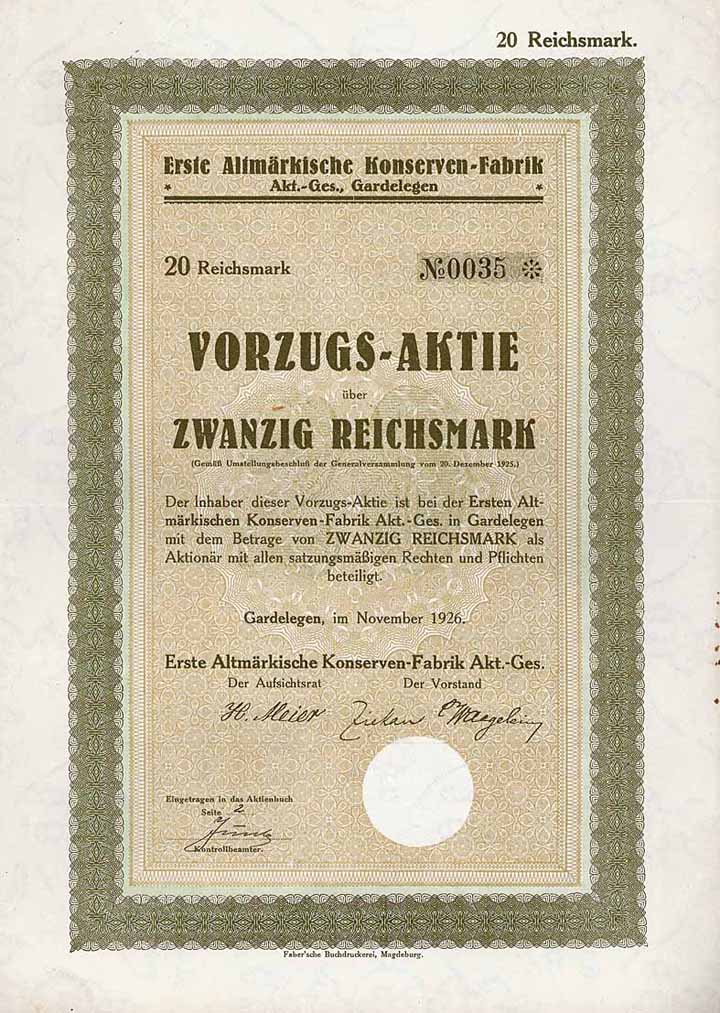 20 Reichsmark.
Erste Altmärkische Konserven-Fabrik
* Akt.-Ges., Gardelegen *
20 Reichsmark
№0035 ❊
VORZUGS-AKTIE
über
ZWANZIG REICHSMARK
(Gemäß Umstellungsbeschluß der Generalversammlung vom 20. Dezember 1925.)
Der Inhaber dieser Vorzugs-Aktie ist bei der Ersten Alt-
märkischen Konserven-Fabrik Akt.-Ges. in Gardelegen
mit dem Betrage von ZWANZIG REICHSMARK als
Aktionär mit allen satzungsmäßigen Rechten und Pflichten
beteiligt.
Gardelegen, im November 1926.
Erste Altmärkische Konserven-Fabrik Akt.-Ges.
Der Aufsichtsrat Der Vorstand
H. Meier
Eingetragen in das Aktienbuch
Seite 2
Kontrollbeamter.
Faber'sche Buchdruckerei, Magdeburg.